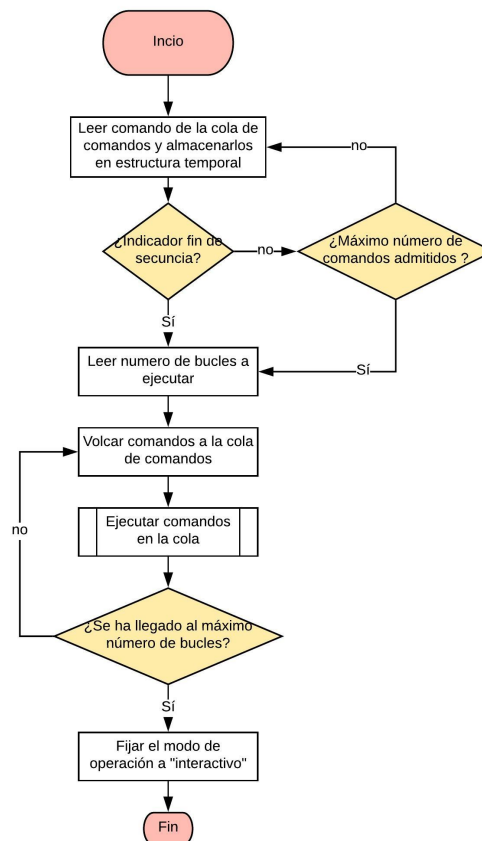 Incio
Leer comando de la cola de
comandos y almacenarlos
en estructura temporal
no
¿Indicador fin de
secuncia?
no
¿Máximo número de
comandos admitidos ?
Sí
Sí
Leer numero de bucles a
ejecutar
Volcar comandos a la cola
de comandos
no
Ejecutar comandos
en la cola
¿Se ha llegado al máximo
número de bucles?
Sí
Fijar el modo de
operación a "interactivo"
Fin